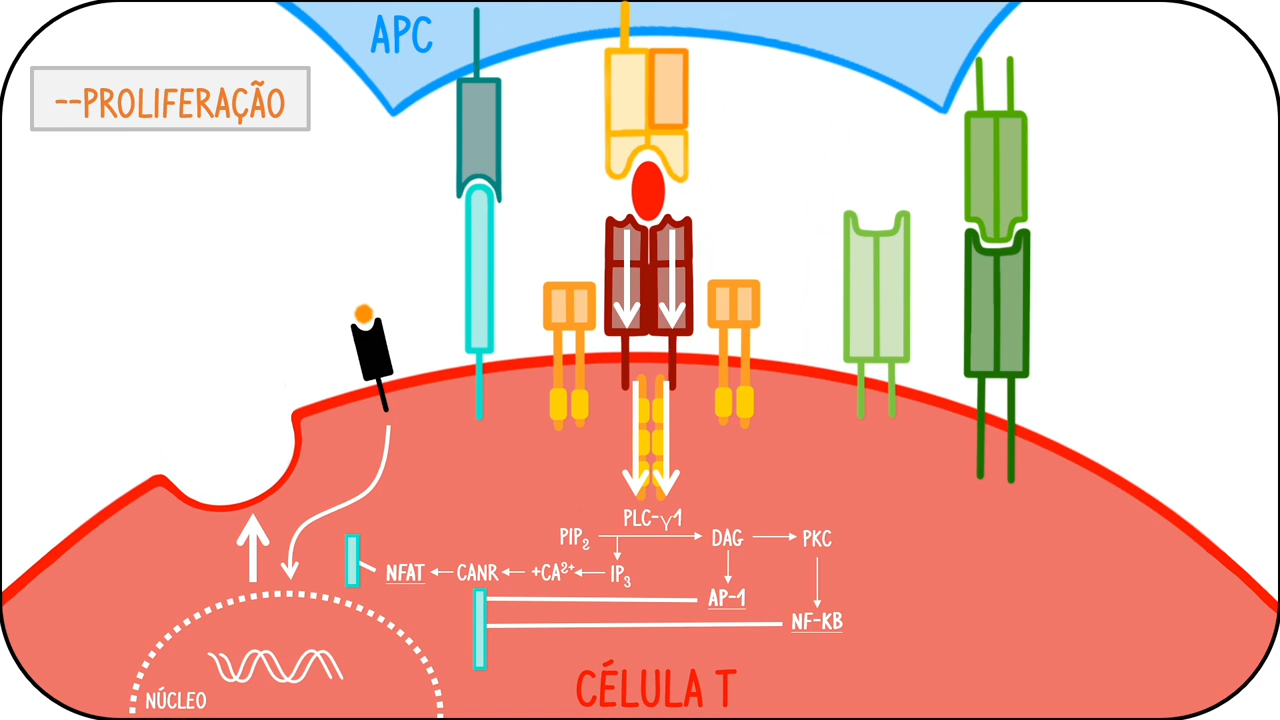 APC
--PROLIFERAÇÃO
PLC-γ1
PIP₂ DAG PKC
NFAT CANR +CA²⁺ IP₃
AP-1
NF-KB
CÉLULA T
NÚCLEO